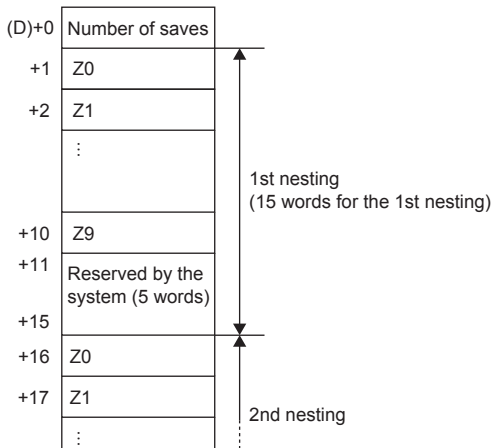 (D)+0 Number of saves
+1 Z0
+2 Z1
⋮
1st nesting
(15 words for the 1st nesting)
+10 Z9
+11 Reserved by the
system (5 words)
+15
+16 Z0
+17 Z1
2nd nesting
⋮